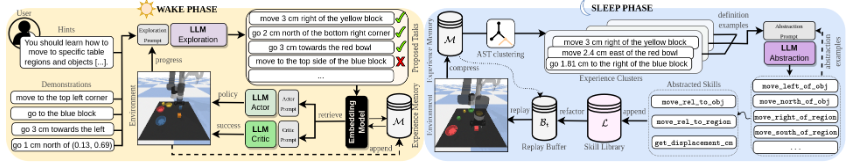 WAKE PHASE
User
Hints
You should learn how to
move to specific table
regions and objects [...].
Demonstrations
move to the top left corner
go to the blue block
go 3 cm towards the left
go 1 cm north of (0.13, 0.69)
Exploration
Prompt
LLM
Exploration
progress
Environment
policy
success
LLM
Actor
Actor
Prompt
LLM
Critic
Critic
Prompt
retrieve
move 3 cm right of the yellow block
go 2 cm north of the bottom right corner
go 3 cm towards the red bowl
move to the top side of the blue block
...
Proposed Tasks
Embedding
Model
append
M
Experience Memory
SLEEP PHASE
Experience Memory
M
AST clustering
compress
Environment
move 3 cm right of the yellow block
move 2.4 cm east of the red bowl
go 1.81 cm to the right of the blue block
Experience Clusters
definition
examples
Abstraction
Prompt
LLM
Abstraction
abstraction
examples
replay
Bt
Replay Buffer
refactor
L
Skill Library
Abstracted Skills
move_rel_to_obj
move_rel_to_region
get_displacement_cm
move_left_of_obj
move_north_of_obj
move_right_of_region
move_south_of_region
...